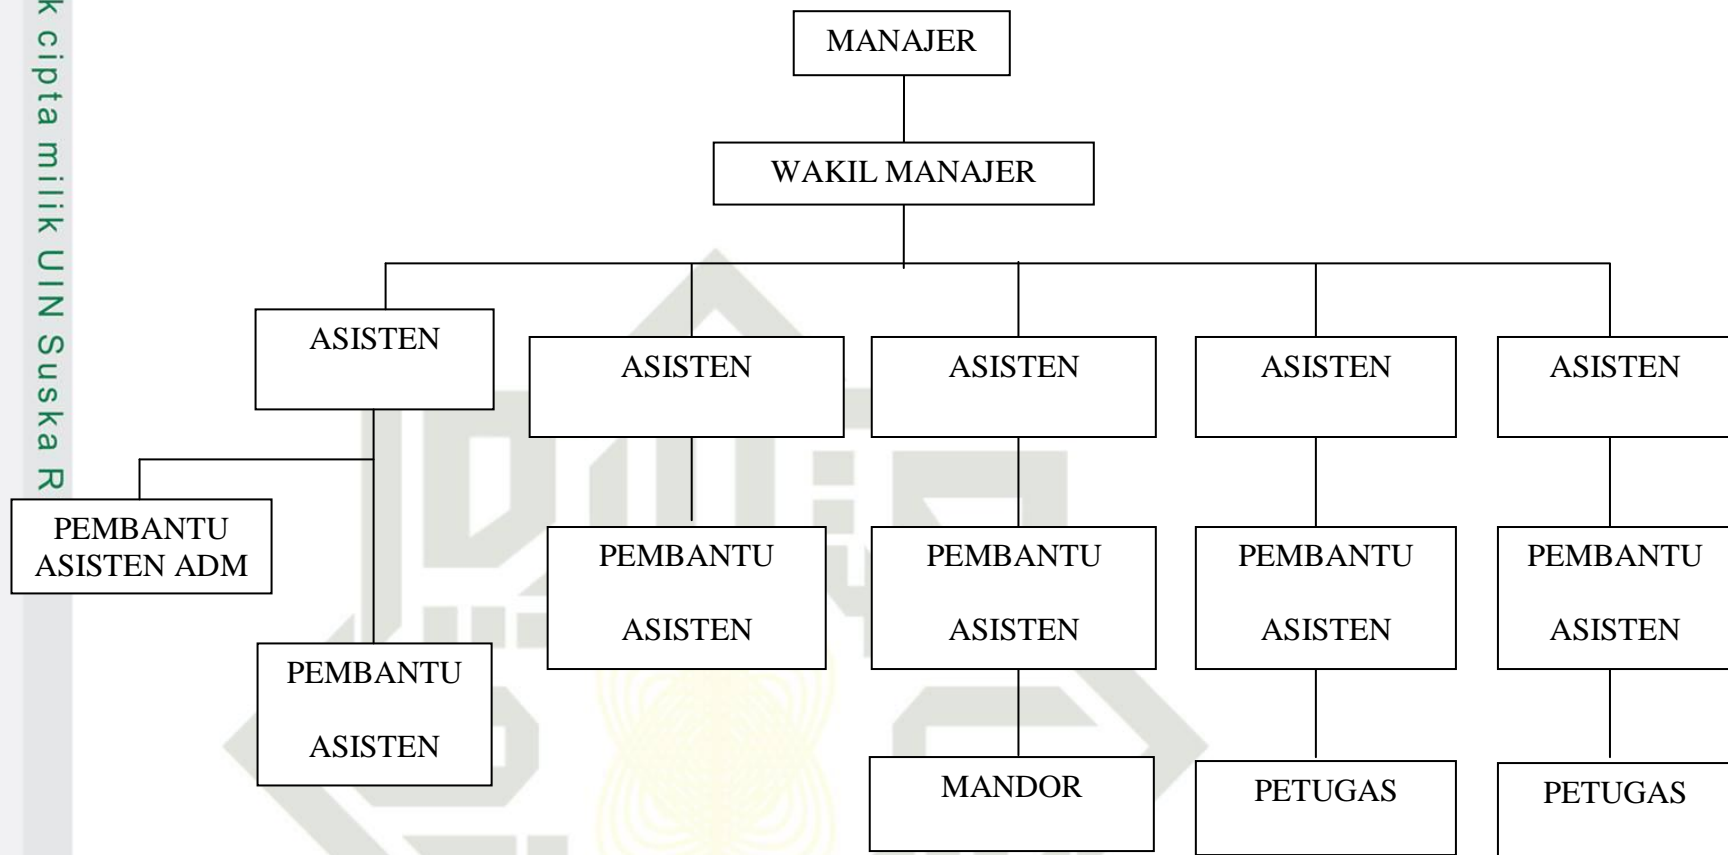 k cipta milik UIN Suska R
MANAJER
WAKIL MANAJER
ASISTEN
ASISTEN
ASISTEN
ASISTEN
ASISTEN
PEMBANTU
ASISTEN ADM
PEMBANTU
ASISTEN
PEMBANTU
ASISTEN
PEMBANTU
ASISTEN
PEMBANTU
ASISTEN
PEMBANTU
ASISTEN
MANDOR
PETUGAS
PETUGAS